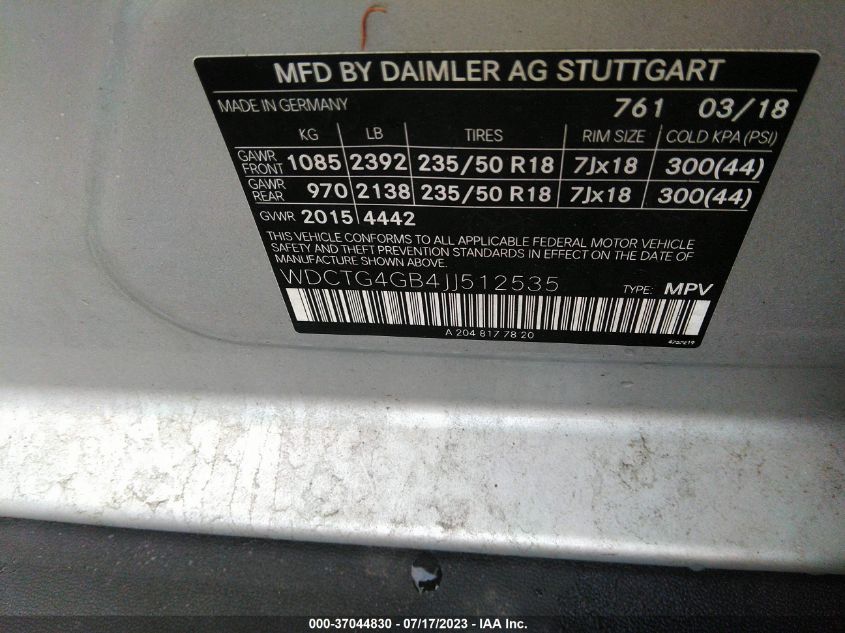 MFD BY DAIMLER AG STUTTGART
MADE IN GERMANY 761 03/18
KG LB TIRES RIM SIZE COLD KPA (PSI)
GAWR FRONT 1085 2392 235/50 R18 7Jx18 300(44)
GAWR REAR 970 2138 235/50 R18 7Jx18 300(44)
GVWR 2015 4442
THIS VEHICLE CONFORMS TO ALL APPLICABLE FEDERAL MOTOR VEHICLE
SAFETY AND THEFT PREVENTION STANDARDS IN EFFECT ON THE DATE OF
MANUFACTURE SHOWN ABOVE.
WDCTG4GB4JJ512535 TYPE: MPV
A 204 817 78 20
000-37044830 - 07/17/2023 - IAA Inc.